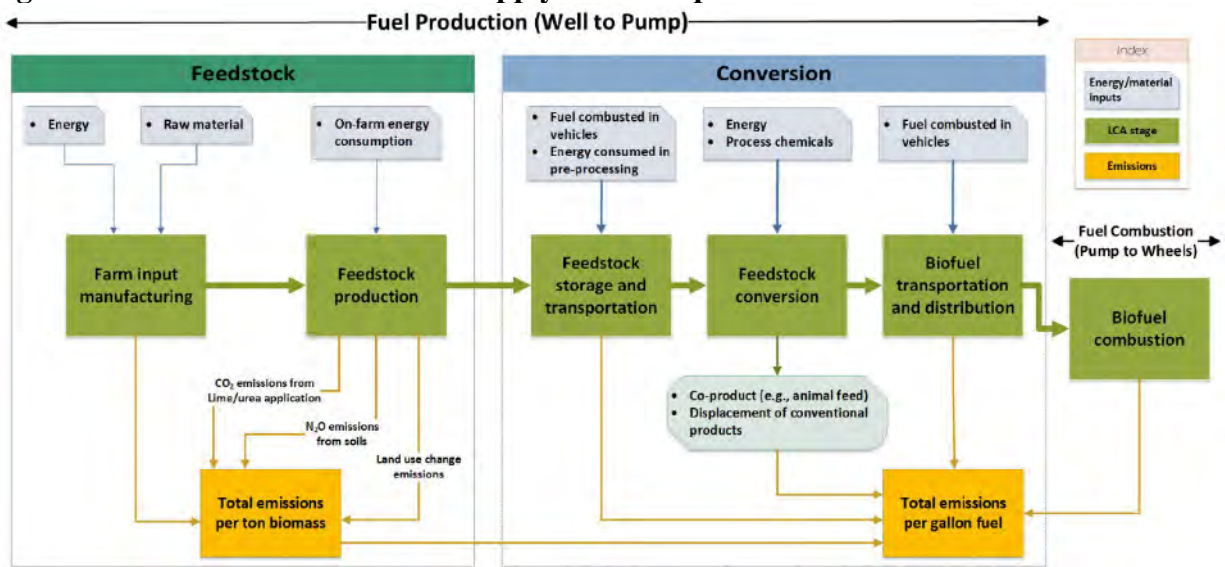 Fuel Production (Well to Pump)
Feedstock
Conversion
Index
Energy/material
inputs
LCA stage
Emissions
• Energy
• Raw material
• On-farm energy
consumption
• Fuel combusted in
vehicles
• Energy consumed in
pre-processing
• Energy
• Process chemicals
• Fuel combusted in
vehicles
Fuel Combustion
(Pump to Wheels)
Farm input
manufacturing
Feedstock
production
Feedstock
storage and
transportation
Feedstock
conversion
Biofuel
transportation
and distribution
Biofuel
combustion
CO₂ emissions from
Lime/urea application
N₂O emissions
from soils
Land use change
emissions
• Co-product (e.g., animal feed)
• Displacement of conventional
products
Total emissions
per ton biomass
Total emissions
per gallon fuel